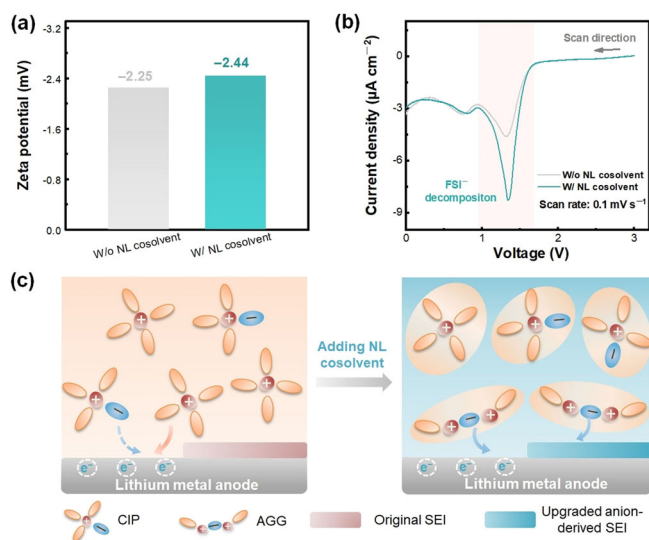 (a)
Zeta potential (mV)
-3.2
-2.4
-1.6
-0.8
0.0
–2.25
–2.44
W/o NL cosolvent
W/ NL cosolvent
(b)
Current density (μA cm⁻²)
0
-3
-6
-9
Scan direction
FSI⁻
decompositon
W/o NL cosolvent
W/ NL cosolvent
Scan rate: 0.1 mV s⁻¹
0
1
2
3
Voltage (V)
(c)
+
+ −
+ −
+
+
e⁻ e⁻ e⁻
Lithium metal anode
Adding NL
cosolvent
+
+ −
+
−
+ − +
+ − +
e⁻ e⁻ e⁻
Lithium metal anode
+ −
CIP
+ − +
AGG
Original SEI
Upgraded anion-
derived SEI